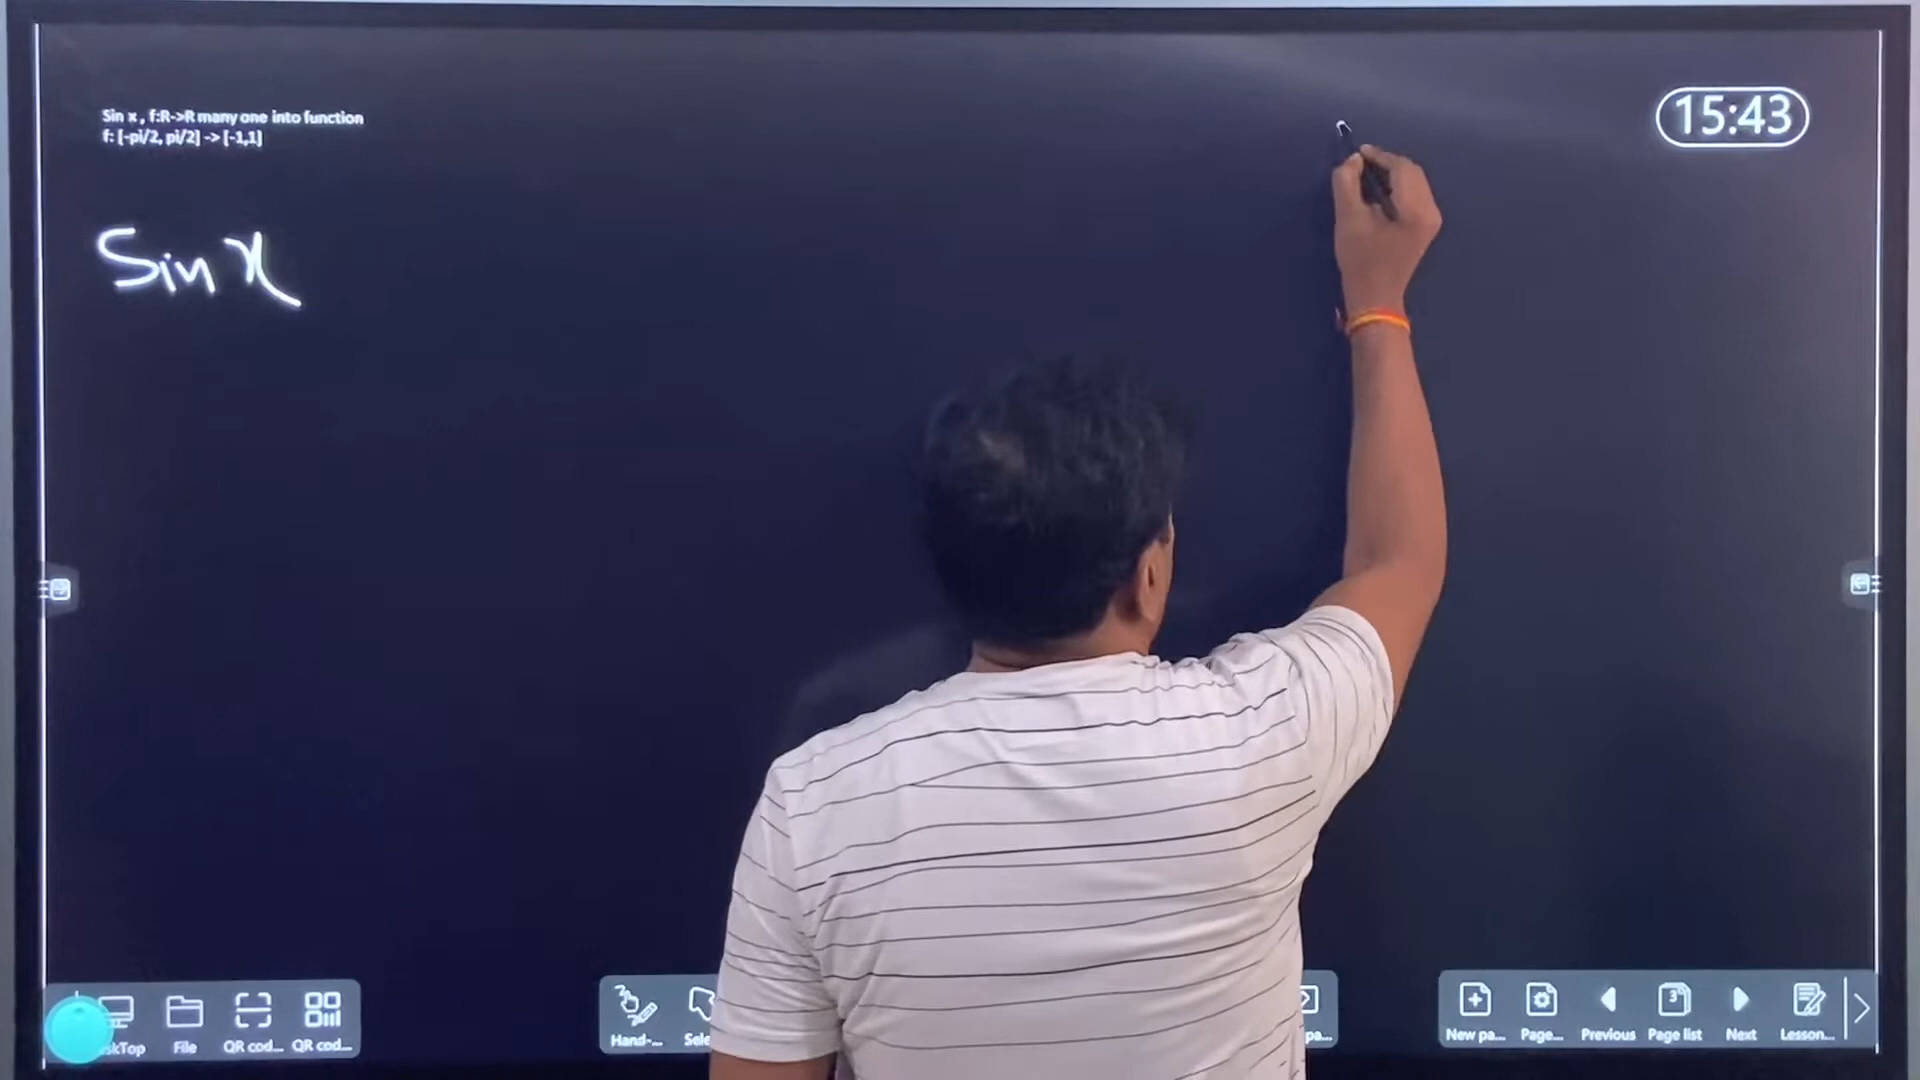 Sin x , f:R->R many one into function
f: [-pi/2, pi/2] -> [-1,1]
15:43
Sin x
File
QR cod...
QR cod...
Hand-...
New pa...
Page...
Previous
Page list
Next
Lesson...